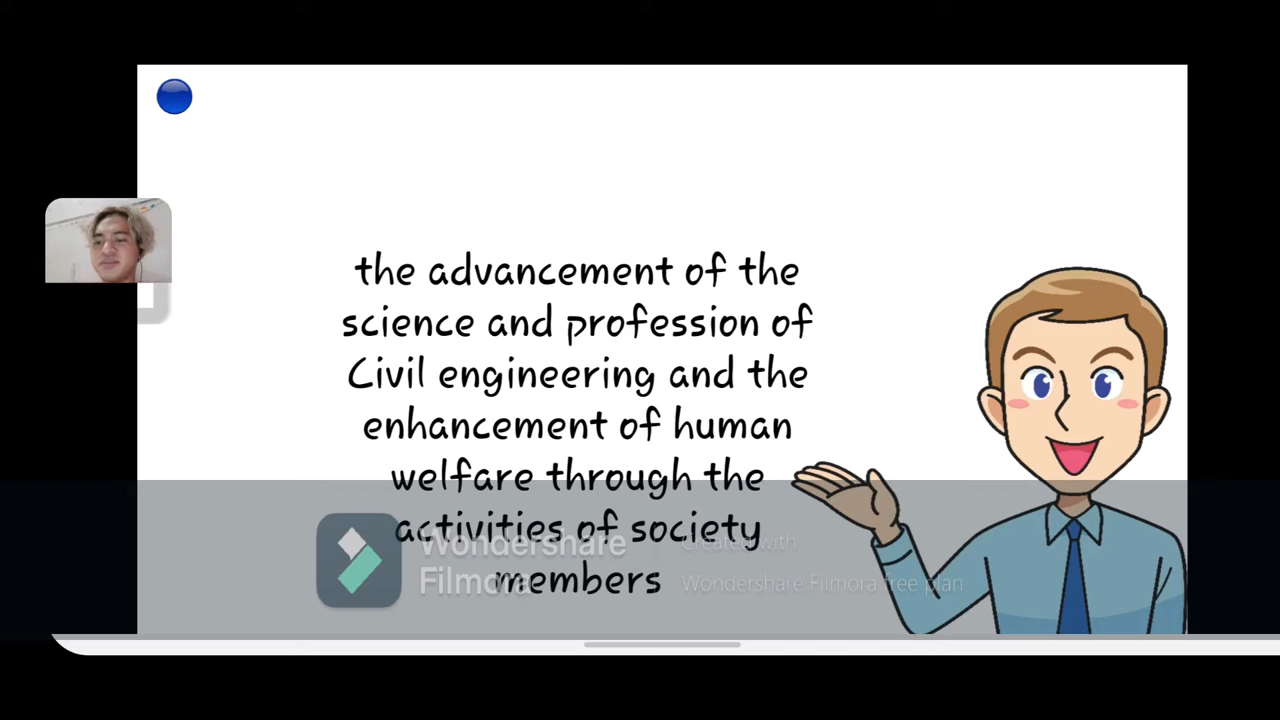 the advancement of the
science and profession of
Civil engineering and the
enhancement of human
welfare through the
activities of society
members
Wondershare
Filmora
Created with
Wondershare Filmora free plan